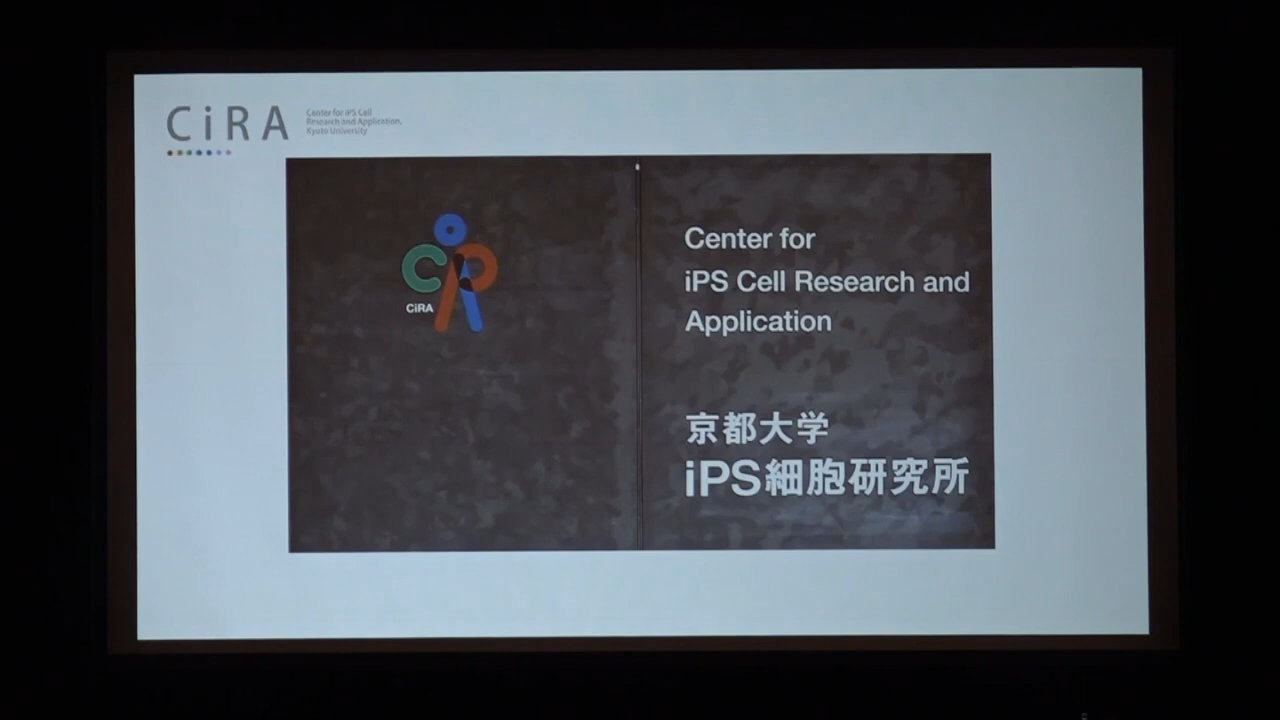 CiRA
Center for iPS Cell
Research and Application,
Kyoto University
CiRA
Center for
iPS Cell Research and
Application
京都大学
iPS細胞研究所